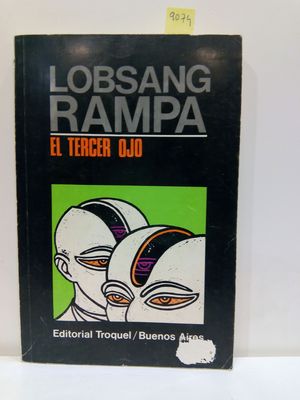 9074
LOBSANG
RAMPA
EL TERCER OJO
Editorial Troquel/Buenos Aires